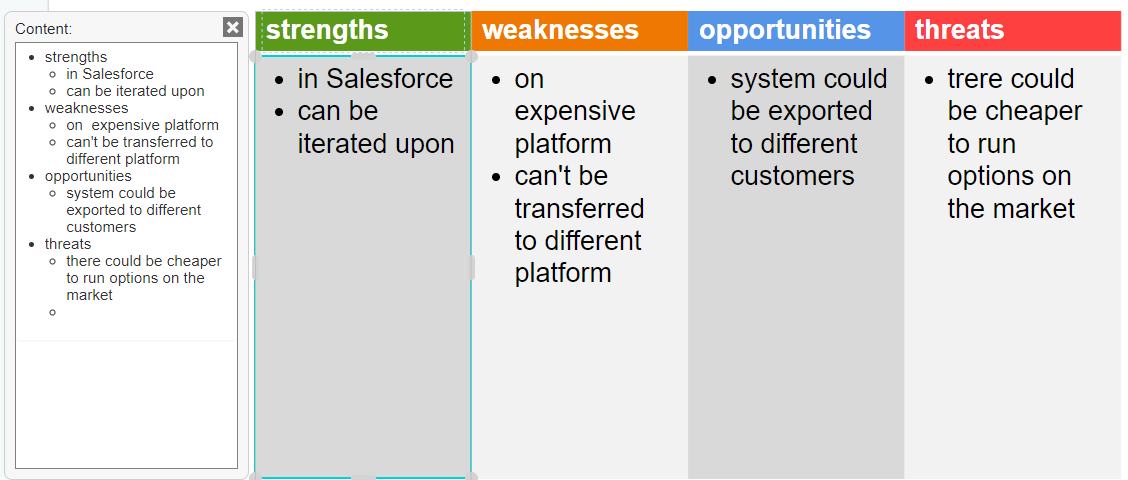 Content:
strengths
in Salesforce
can be iterated upon
weaknesses
on  expensive platform
can't be transferred to
different platform
opportunities
system could be
exported to different
customers
threats
there could be cheaper
to run options on the
market
strengths
in Salesforce
can be
iterated upon
weaknesses
on
expensive
platform
can't be
transferred
to different
platform
opportunities
system could
be exported
to different
customers
threats
trere could
be cheaper
to run
options on
the market